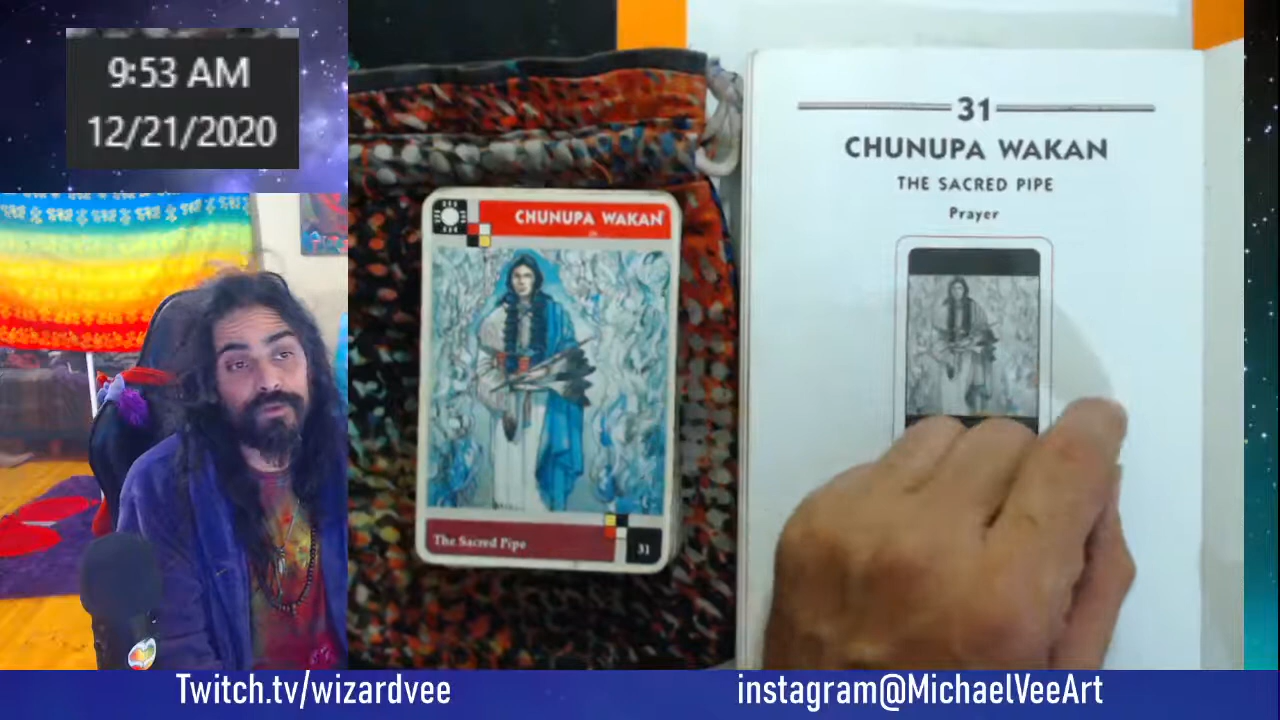 9:53 AM
12/21/2020
CHUNUPA WAKAN
The Sacred Pipe
31
31
CHUNUPA WAKAN
THE SACRED PIPE
Prayer
Twitch.tv/wizardvee
instagram@MichaelVeeArt